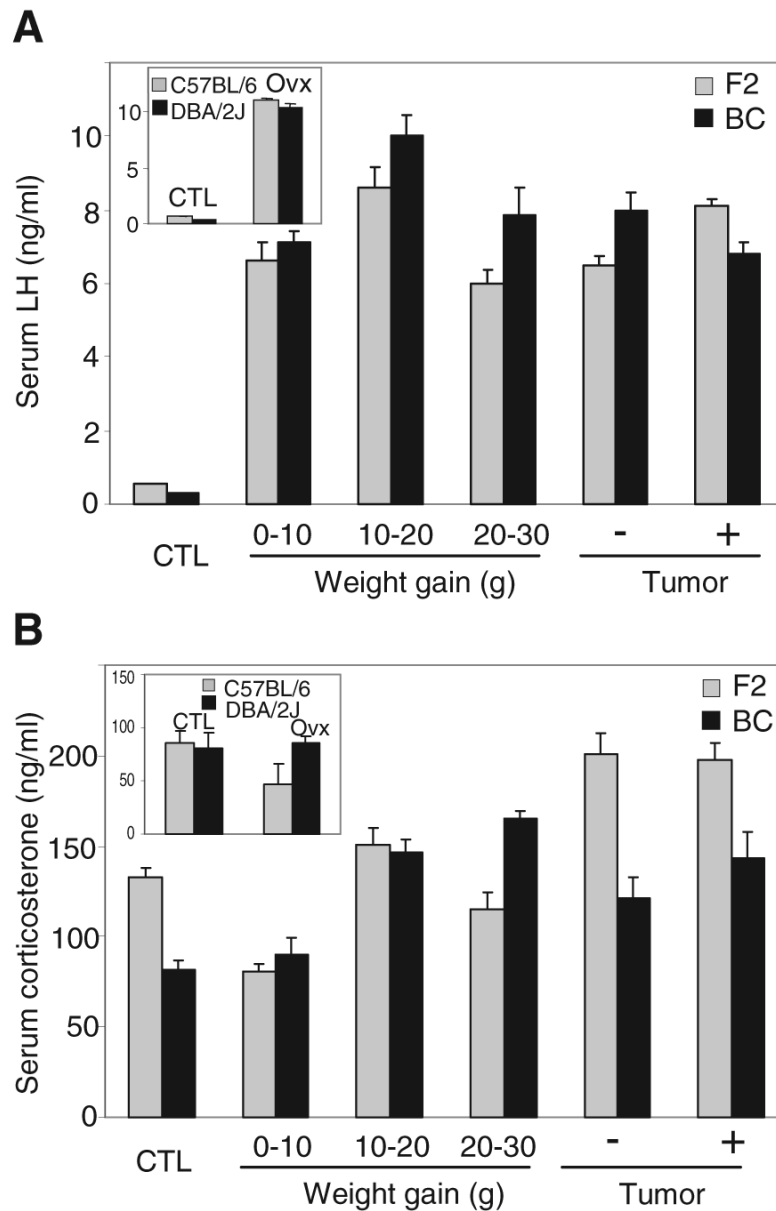 A
Serum LH (ng/ml)
10
8
6
4
2
0
C57BL/6
DBA/2J
Ovx
10
5
0
CTL
F2
BC
CTL
0-10 10-20 20-30 - +
Weight gain (g) Tumor
B
Serum corticosterone (ng/ml)
200
150
100
50
0
150
100
50
0
C57BL/6
DBA/2J
CTL
Ovx
F2
BC
CTL
0-10 10-20 20-30 - +
Weight gain (g) Tumor